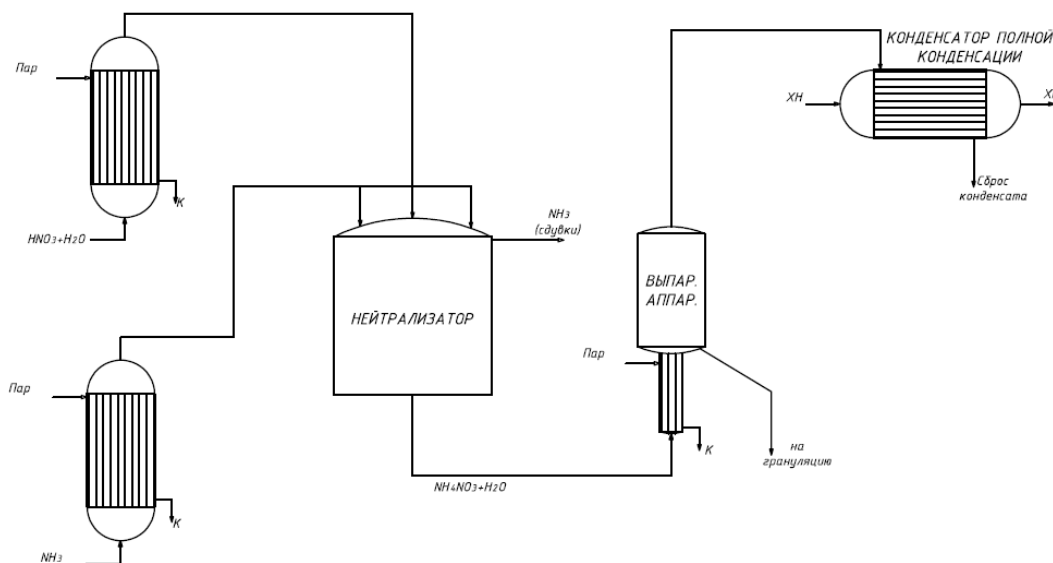 КОНДЕНСАТОР ПОЛНОЙ
КОНДЕНСАЦИИ
Пар
ХН
К
Сброс
конденсата
HNO3+H2O
NH3
(сдувки)
ВЫПАР.
АППАР.
НЕЙТРАЛИЗАТОР
Пар
Пар
К
на
грануляцию
NH4NO3+H2O
К
NH3